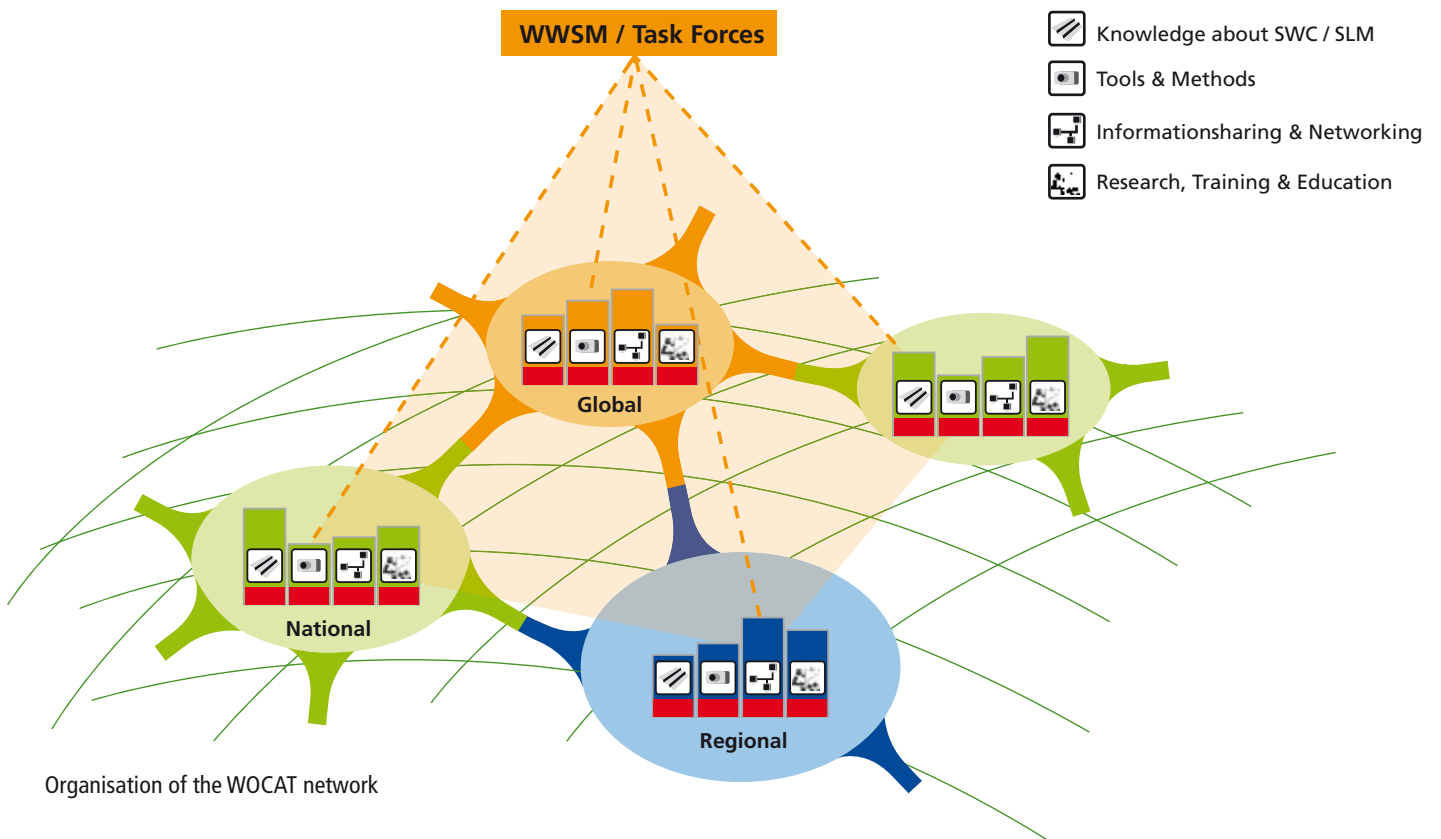 WWSM / Task Forces
Knowledge about SWC / SLM
Tools & Methods
Informationsharing & Networking
Research, Training & Education
Global
National
Regional
Organisation of the WOCAT network